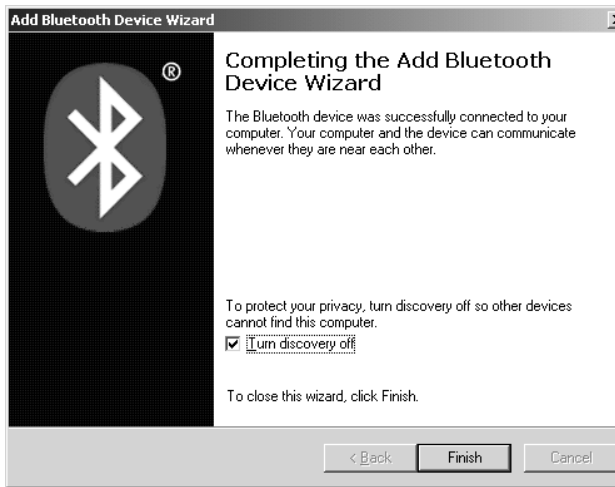 Add Bluetooth Device Wizard
®
Completing the Add Bluetooth
Device Wizard
The Bluetooth device was successfully connected to your
computer. Your computer and the device can communicate
whenever they are near each other.
To protect your privacy, turn discovery off so other devices
cannot find this computer.
Turn discovery off
To close this wizard, click Finish.
< Back
Finish
Cancel